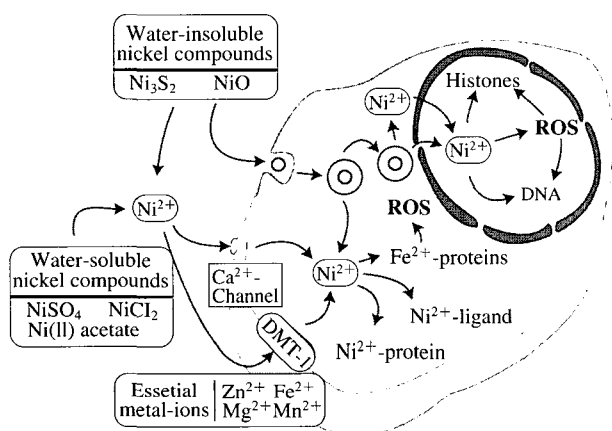 Water-insoluble
nickel compounds
Ni₃S₂ NiO
Histones
Ni²⁺
ROS
Ni²⁺
DNA
Ni²⁺
ROS
Water-soluble
nickel compounds
NiSO₄ NiCl₂
Ni(ll) acetate
Ca²⁺-
Channel
Ni²⁺
Fe²⁺-proteins
Ni²⁺-ligand
DMT-1
Ni²⁺-protein
Essetial
metal-ions
Zn²⁺ Fe²⁺
Mg²⁺ Mn²⁺